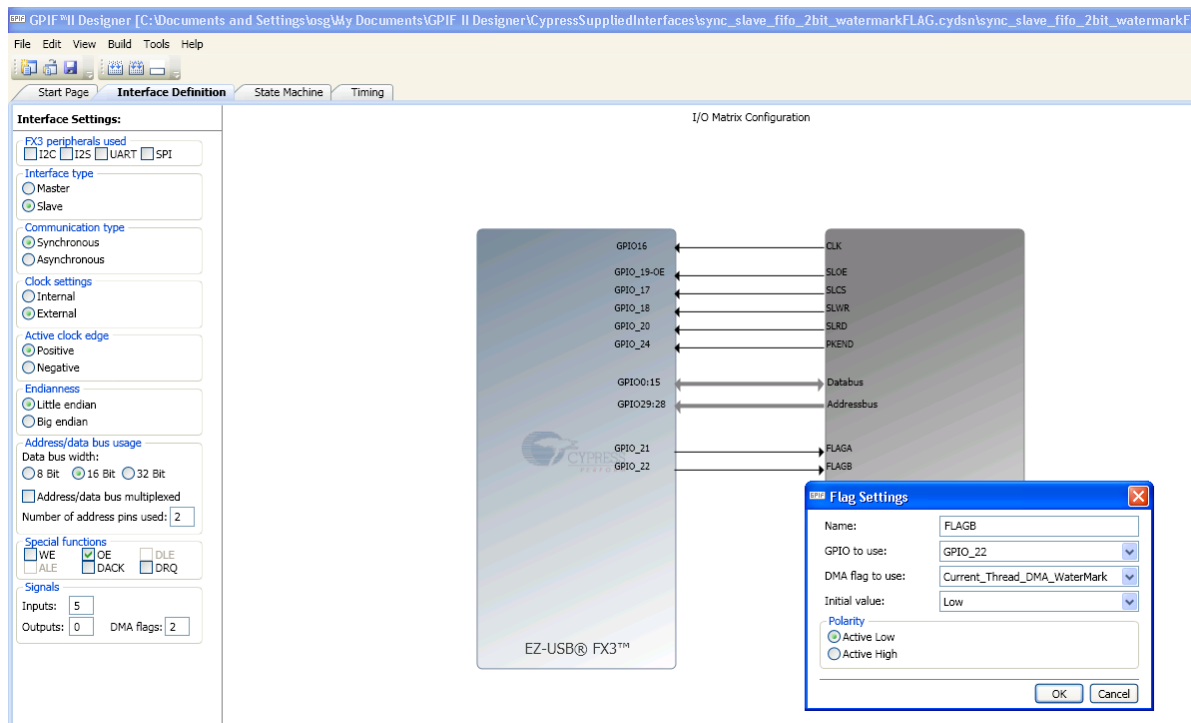 GPIF™II Designer [C:\Documents and Settings\osg\My Documents\GPIF II Designer\CypressSuppliedInterfaces\sync_slave_fifo_2bit_watermarkFLAG.cydsn\sync_slave_fifo_2bit_watermarkF
File Edit View Build Tools Help
Start Page Interface Definition State Machine Timing
Interface Settings:
FX3 peripherals used
I2C I2S UART SPI
Interface type
Master
Slave
Communication type
Synchronous
Asynchronous
Clock settings
Internal
External
Active clock edge
Positive
Negative
Endianness
Little endian
Big endian
Address/data bus usage
Data bus width:
8 Bit 16 Bit 32 Bit
Address/data bus multiplexed
Number of address pins used: 2
Special functions
WE OE DLE
ALE DACK DRQ
Signals
Inputs: 5
Outputs: 0 DMA flags: 2
I/O Matrix Configuration
GPIO16 CLK
GPIO_19-OE SLOE
GPIO_17 SLCS
GPIO_18 SLWR
GPIO_20 SLRD
GPIO_24 PKEND
GPIO0:15 Databus
GPIO29:28 Addressbus
GPIO_21 FLAGA
CYPRESS
GPIO_22 FLAGB
EZ-USB® FX3™
GPIF Flag Settings
Name: FLAGB
GPIO to use: GPIO_22
DMA flag to use: Current_Thread_DMA_WaterMark
Initial value: Low
Polarity
Active Low
Active High
OK Cancel